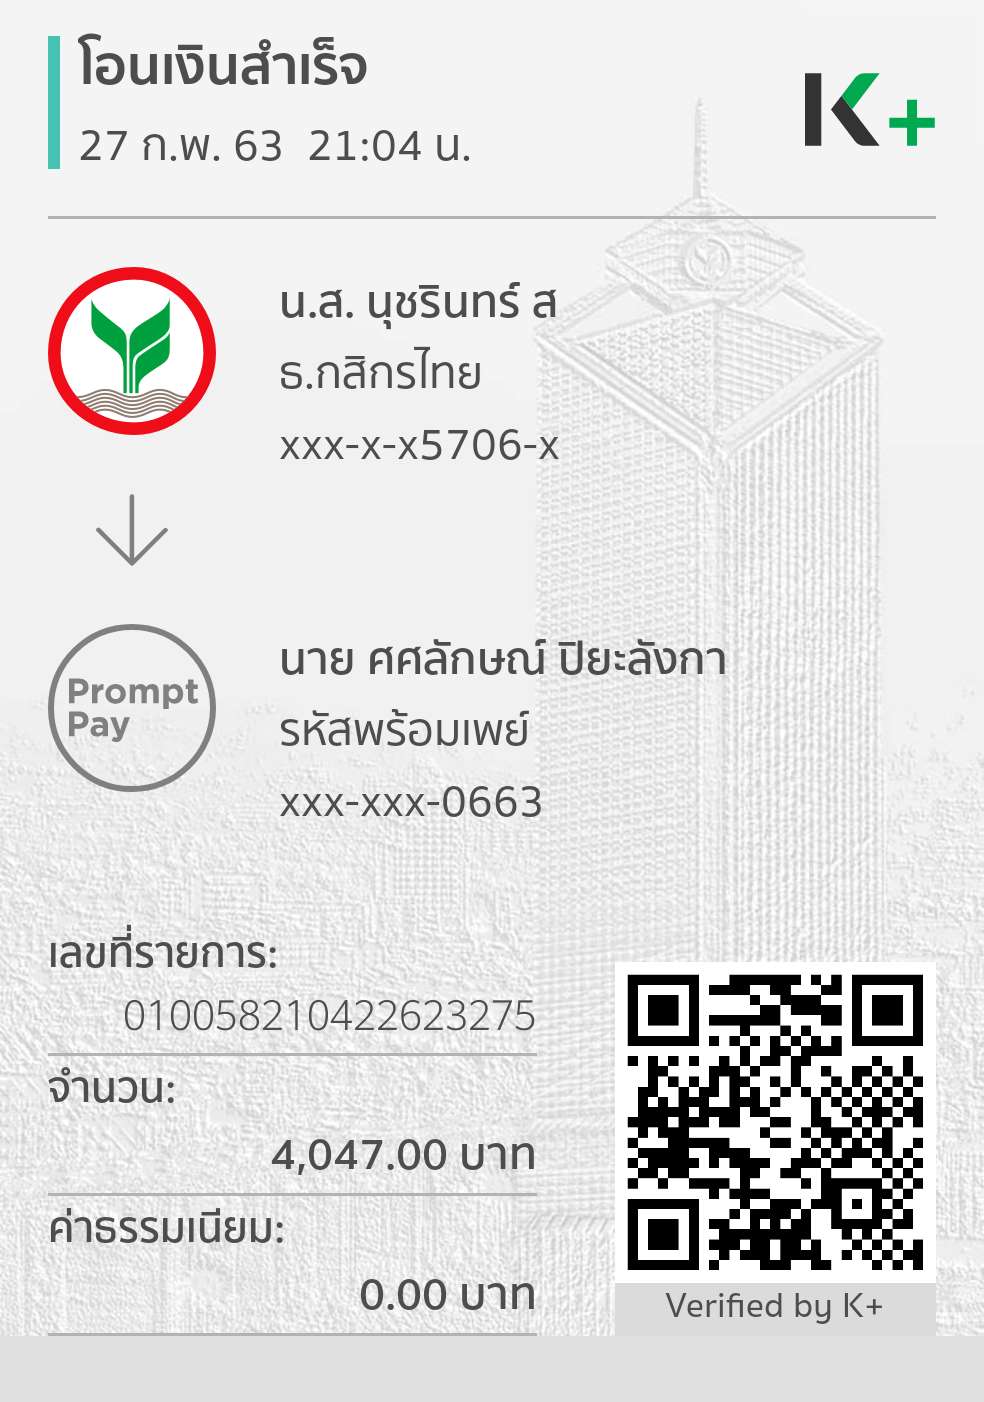 โอนเงินสำเร็จ
27 ก.พ. 63 21:04 น.
K+
น.ส. นุชรินทร์ ส
ธ.กสิกรไทย
xxx-x-x5706-x
Prompt
Pay
นาย ศศลักษณ์ ปิยะลังกา
รหัสพร้อมเพย์
xxx-xxx-0663
เลขที่รายการ:
010058210422623275
จำนวน:
4,047.00 บาท
ค่าธรรมเนียม:
0.00 บาท
Verified by K+